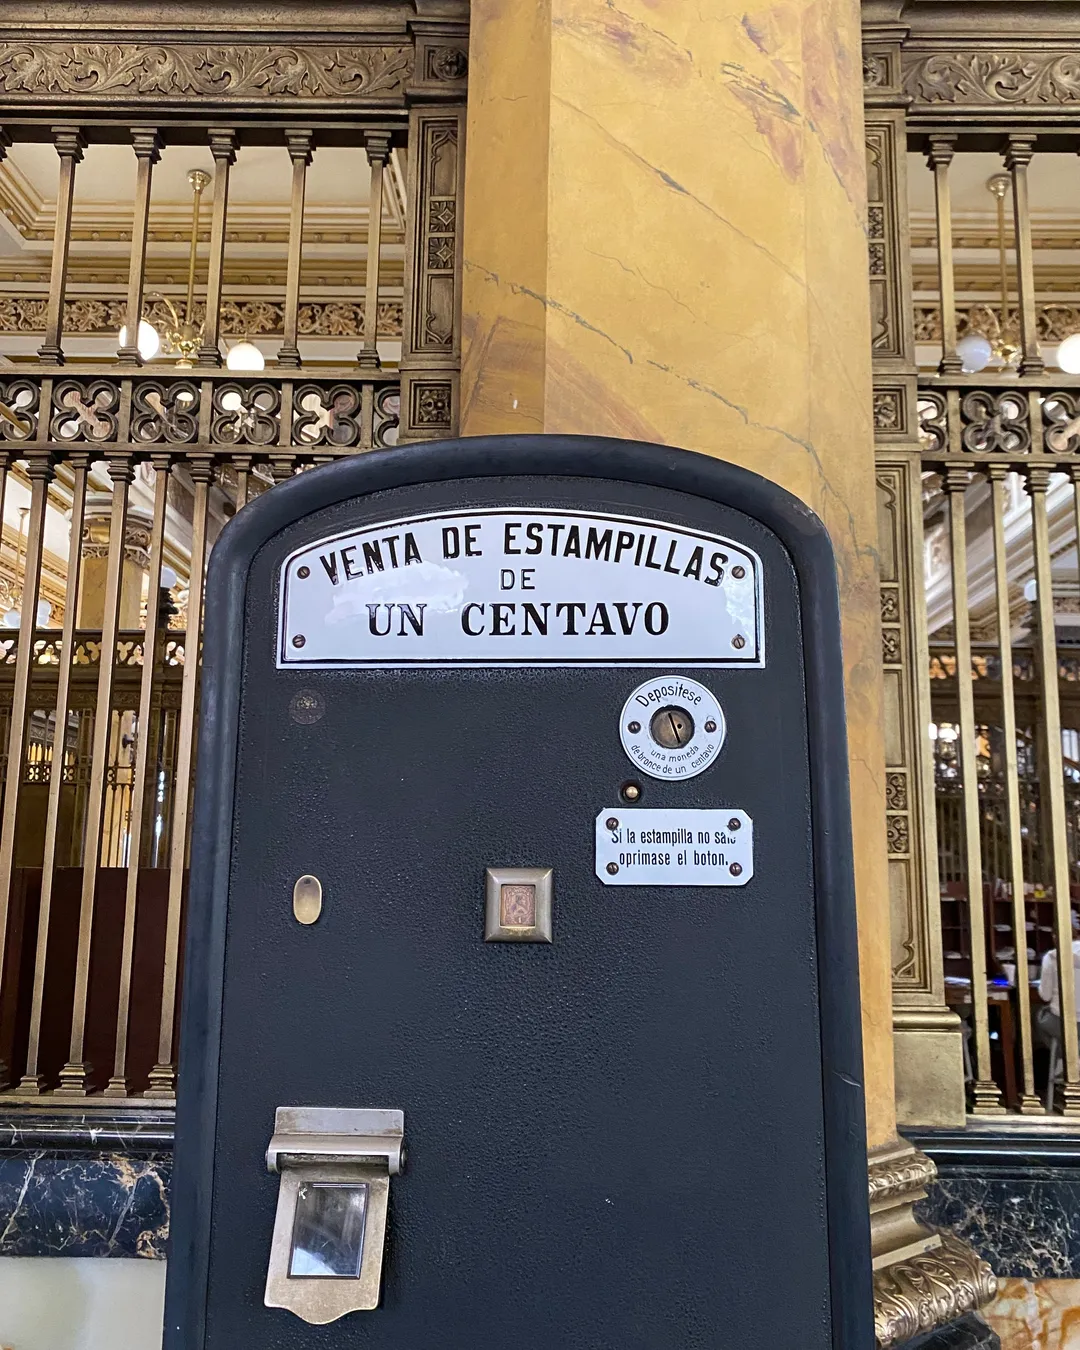 VENTA DE ESTAMPILLAS
DE
UN CENTAVO
Depositese
una moneda
de bronce de un centavo
Si la estampilla no sale
oprimase el boton.